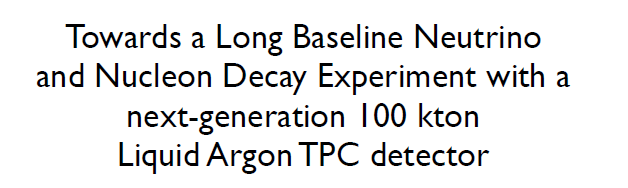 Towards a Long Baseline Neutrino
and Nucleon Decay Experiment with a
next-generation 100 kton
Liquid Argon TPC detector